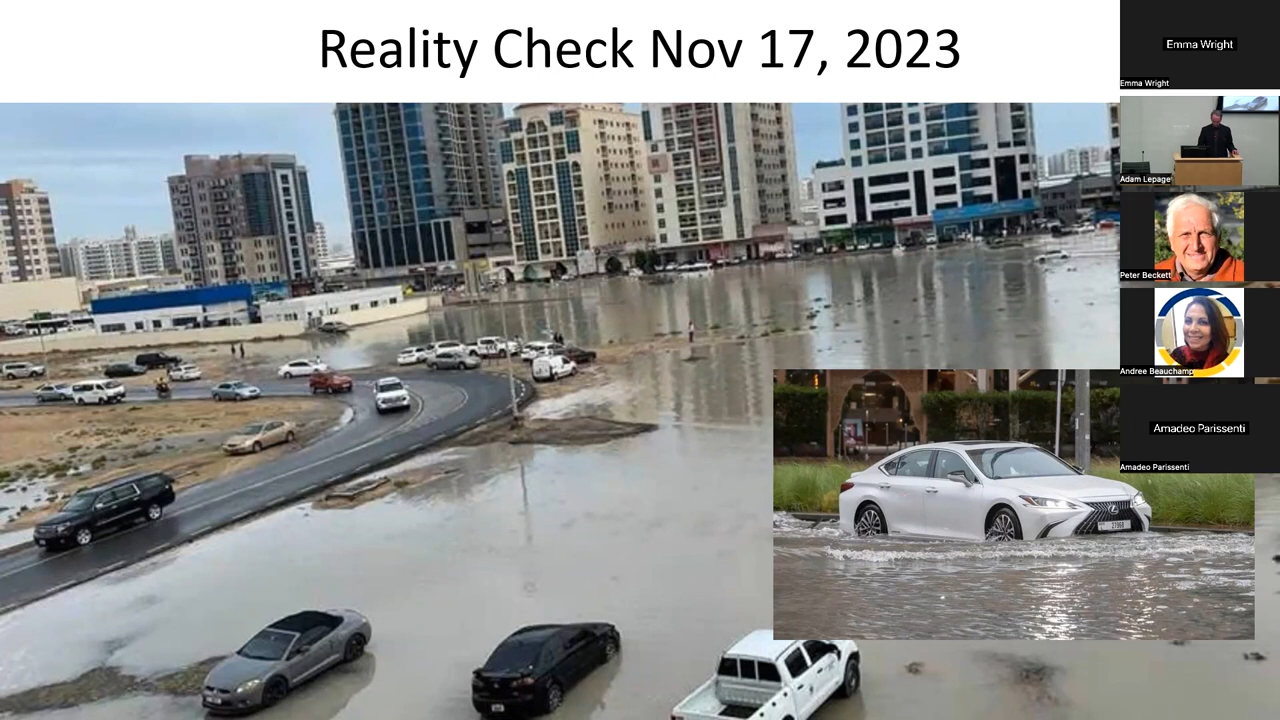 Reality Check Nov 17, 2023
Emma Wright
Emma Wright
Adam Lepage
Peter Beckett
Andree Beauchamp
Amadeo Parissenti
Amadeo Parissenti